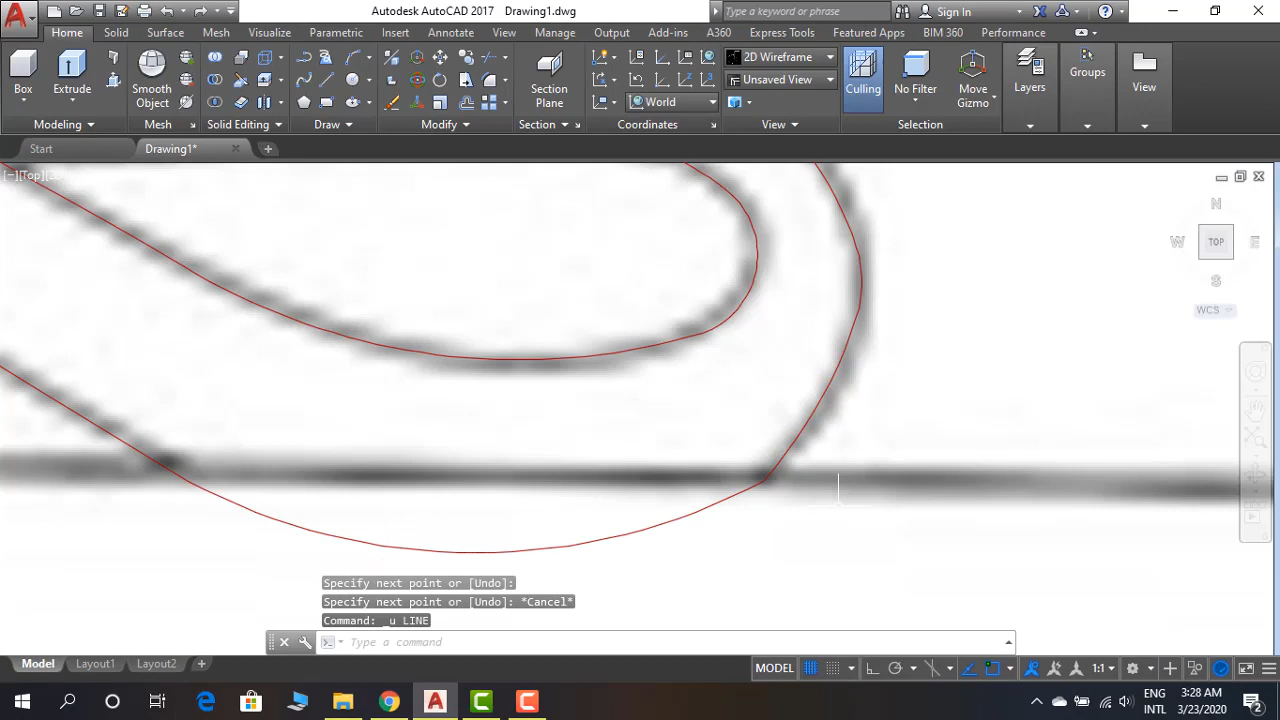 Autodesk AutoCAD 2017 Drawing1.dwg Type a keyword or phrase Sign In
Home Solid Surface Mesh Visualize Parametric Insert Annotate View Manage Output Add-ins A360 Express Tools Featured Apps BIM 360 Performance
Box Extrude Smooth Object Section Plane World 2D Wireframe Unsaved View Culling No Filter Move Gizmo Layers Groups View
Modeling Mesh Solid Editing Draw Modify Section Coordinates View Selection
Start Drawing1*
[−][Top]
N
W TOP E
S
WCS
Specify next point or [Undo]:
Specify next point or [Undo]: *Cancel*
Command: _u LINE
Type a command
Model Layout1 Layout2 MODEL 1:1
ENG 3:28 AM
INTL 3/23/2020 2